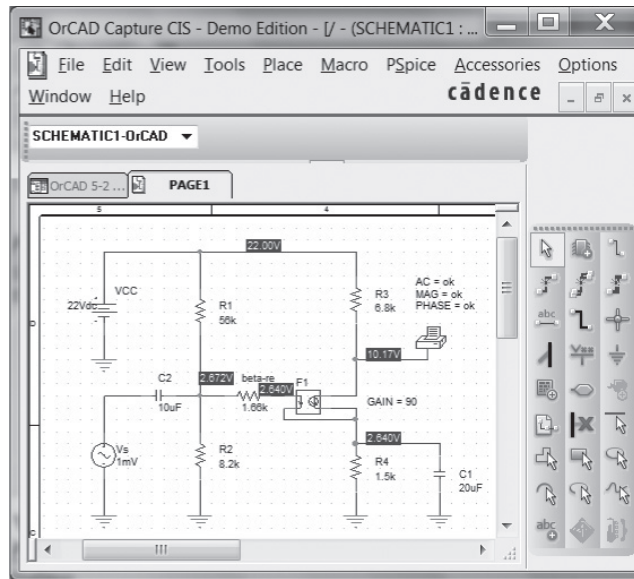 OrCAD Capture CIS - Demo Edition - [/ - (SCHEMATIC1 : ...
File Edit View Tools Place Macro PSpice Accessories Options
Window Help
cādence
SCHEMATIC1-OrCAD
OrCAD 5-2 ...
PAGE1
5 4
22.00V
VCC
22Vdc
R1
56k
R3
6.8k
AC = ok
MAG = ok
PHASE = ok
10.17V
C2
10uF
2.672V
beta-re
2.640V
1.66k
F1
GAIN = 90
Vs
1mV
R2
8.2k
2.640V
R4
1.5k
C1
20uF
D
C
abc
abc